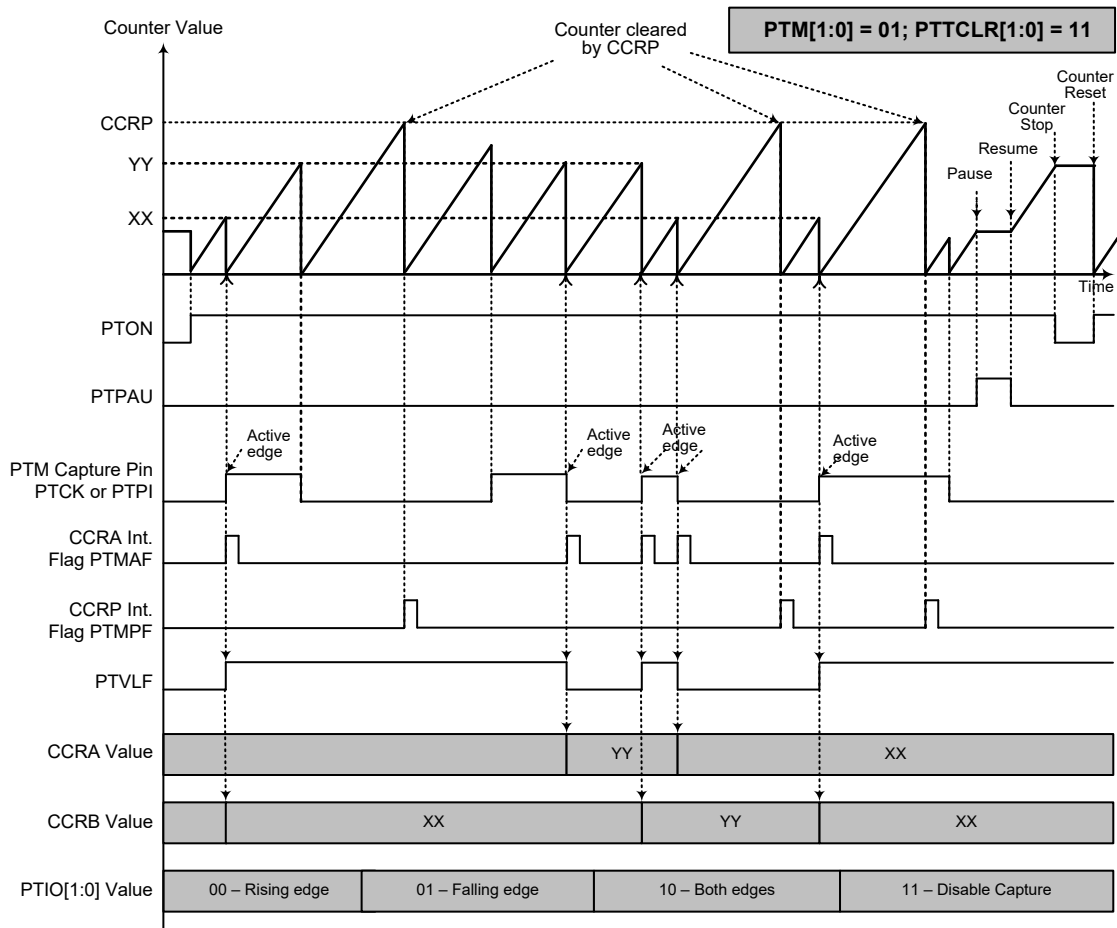 PTM[1:0] = 01; PTTCLR[1:0] = 11
Counter Value
Counter cleared
by CCRP
Counter
Reset
Counter
Stop
Resume
Pause
CCRP
YY
XX
Time
PTON
PTPAU
Active
edge
Active
edge
Active
edge
Active
edge
PTM Capture Pin
PTCK or PTPI
CCRA Int.
Flag PTMAF
CCRP Int.
Flag PTMPF
PTVLF
CCRA Value
YY
XX
CCRB Value
XX
YY
XX
PTIO[1:0] Value
00 – Rising edge
01 – Falling edge
10 – Both edges
11 – Disable Capture